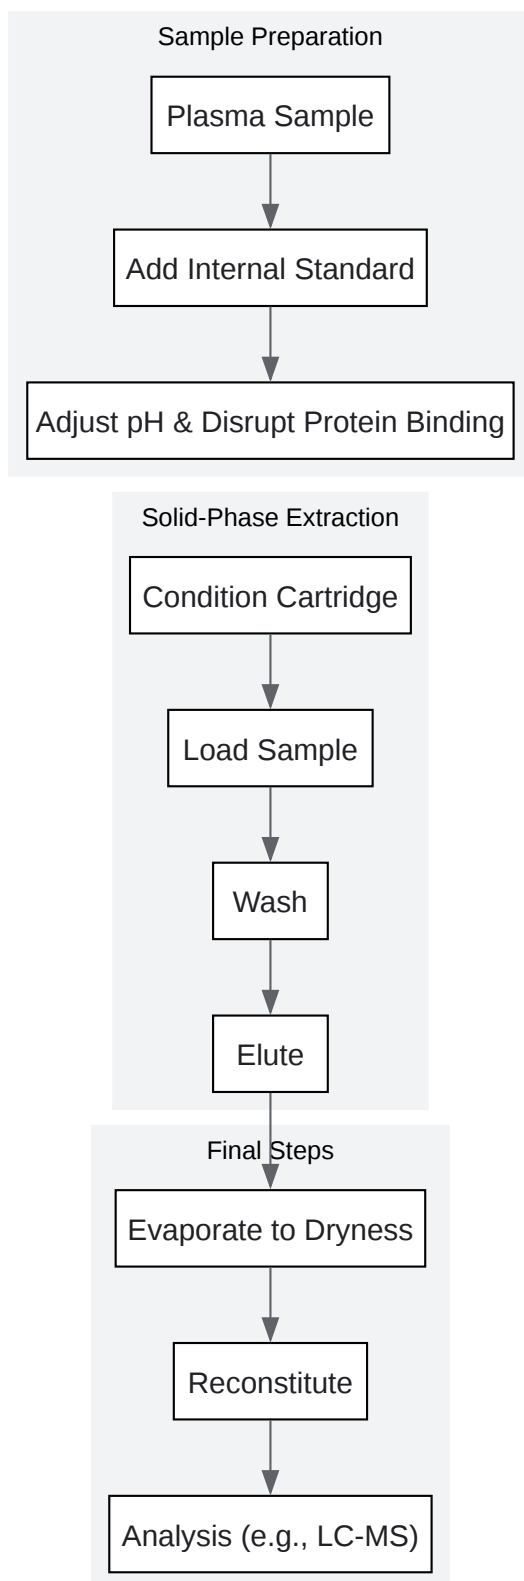 Sample Preparation
Plasma Sample
Add Internal Standard
Adjust pH & Disrupt Protein Binding
Solid-Phase Extraction
Condition Cartridge
Load Sample
Wash
Elute
Final Steps
Evaporate to Dryness
Reconstitute
Analysis (e.g., LC-MS)